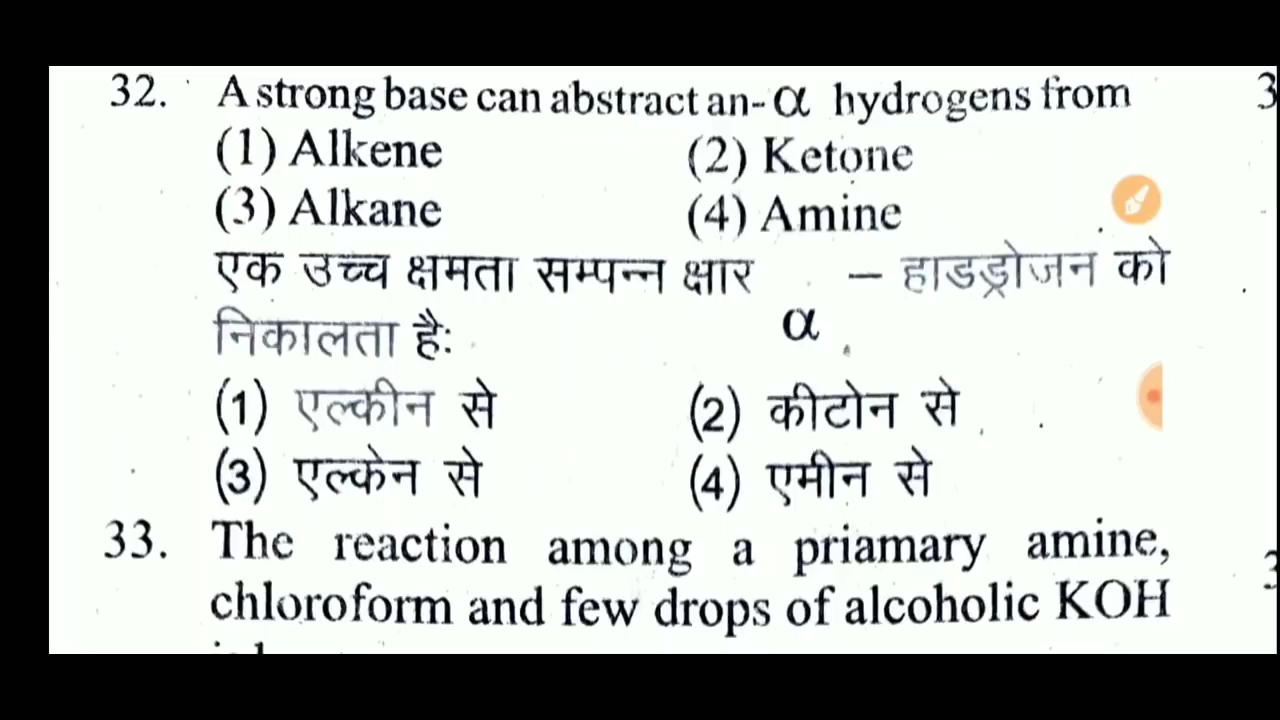 32. A strong base can abstract an- α hydrogens from
(1) Alkene (2) Ketone
(3) Alkane (4) Amine
एक उच्च क्षमता सम्पन्न क्षार – हाडड्रोजन को
α
निकालता है:
(1) एल्कीन से (2) कीटोन से
(3) एल्केन से (4) एमीन से
33. The reaction among a priamary amine,
chloroform and few drops of alcoholic KOH